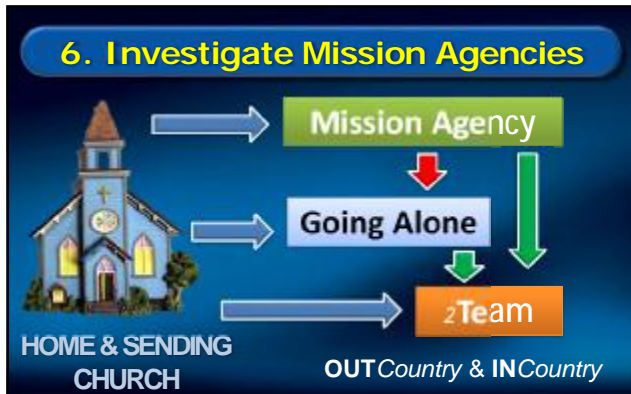 6. Investigate Mission Agencies
Mission Agency
Going Alone
2Team
HOME & SENDING
CHURCH
OUTCountry & INCountry